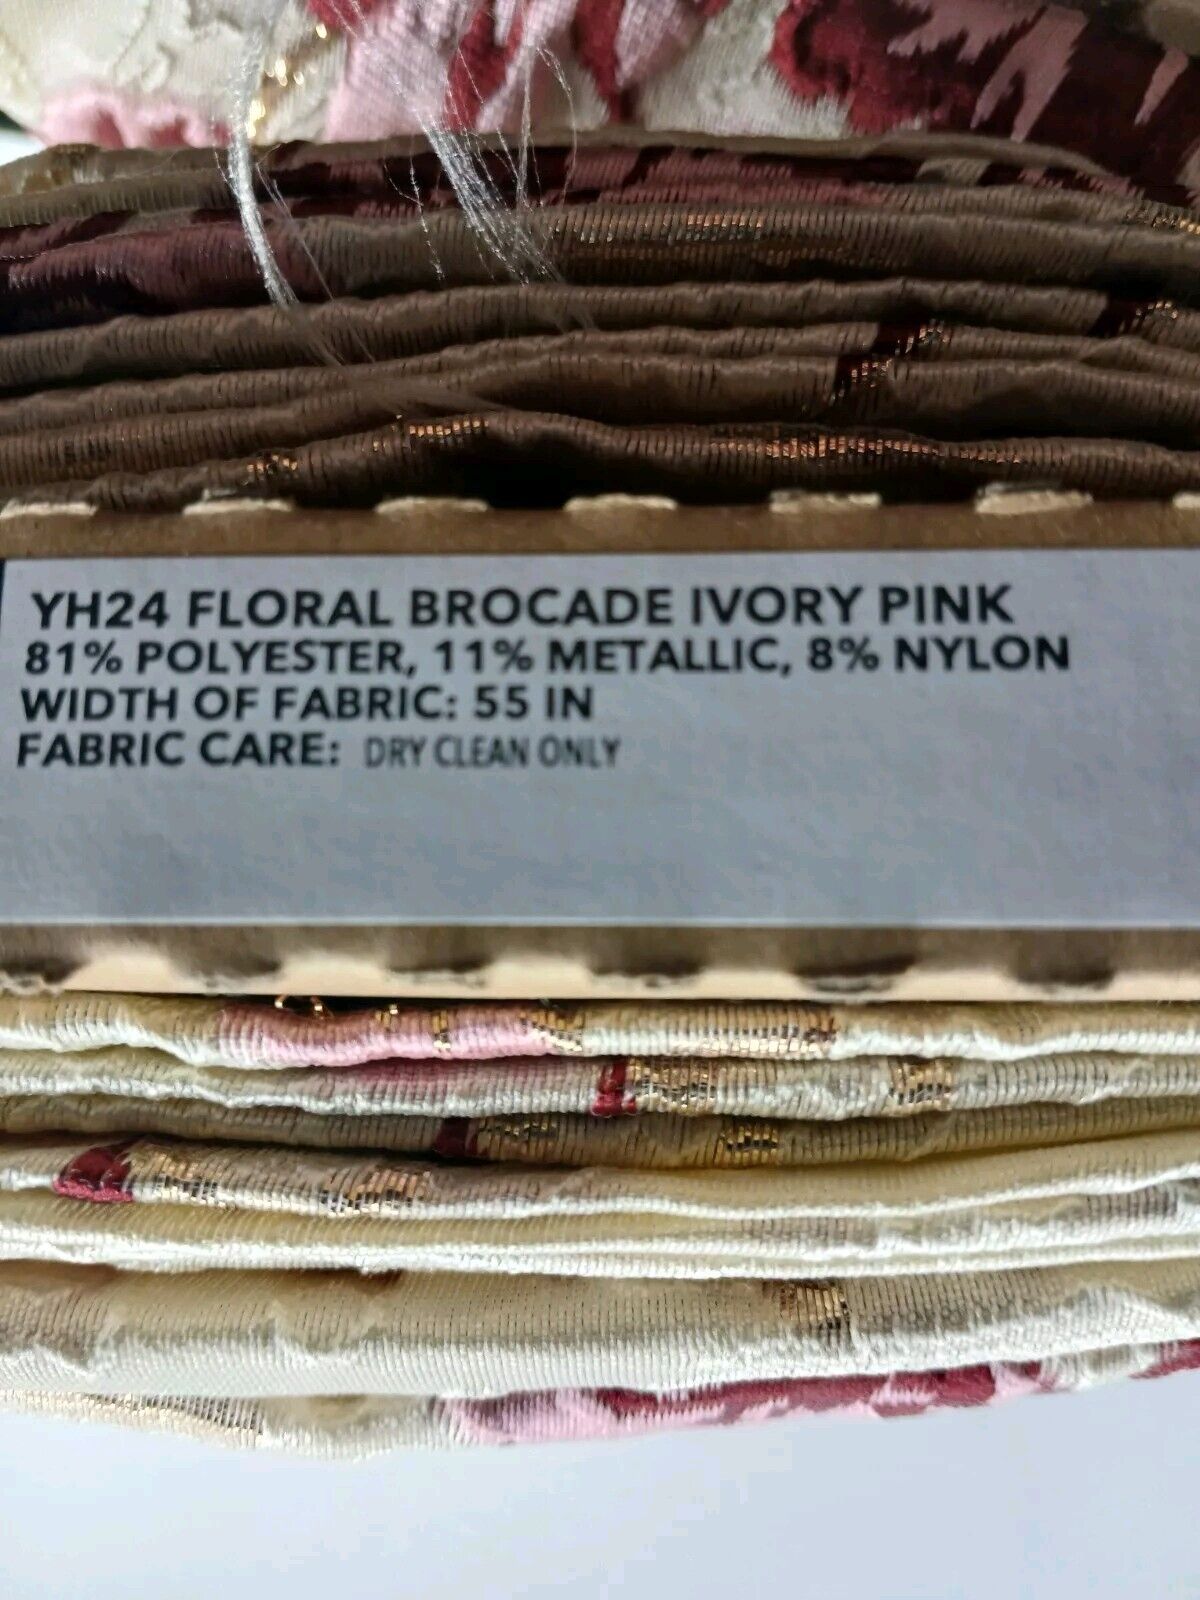 YH24 FLORAL BROCADE IVORY PINK
81% POLYESTER, 11% METALLIC, 8% NYLON
WIDTH OF FABRIC: 55 IN
FABRIC CARE: DRY CLEAN ONLY